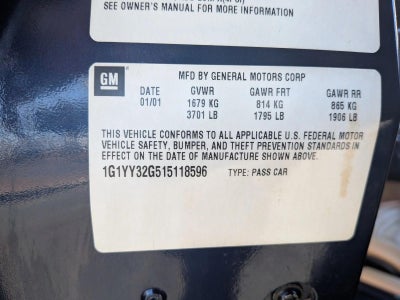 SEE OWNER'S MANUAL FOR MORE INFORMATION
GM
MFD BY GENERAL MOTORS CORP
DATE GVWR GAWR FRT GAWR RR
01/01 1679 KG 814 KG 865 KG
3701 LB 1795 LB 1906 LB
THIS VEHICLE CONFORMS TO ALL APPLICABLE U.S. FEDERAL MOTOR
VEHICLE SAFETY, BUMPER, AND THEFT PREVENTION STANDARDS IN
EFFECT ON THE DATE OF MANUFACTURE SHOWN ABOVE.
1G1YY32G515118596 TYPE: PASS CAR